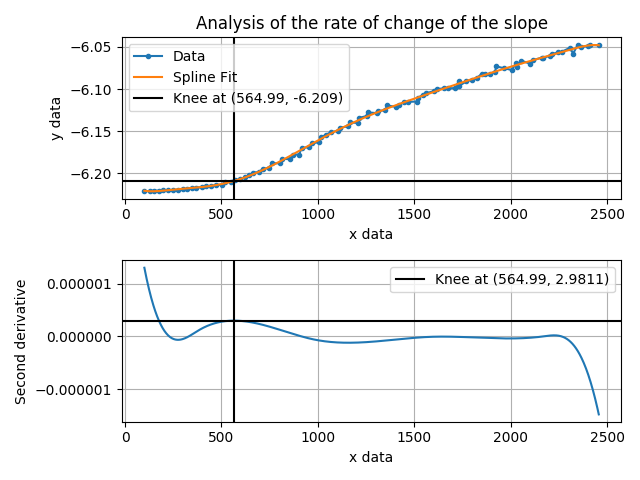 Analysis of the rate of change of the slope
−6.05
−6.10
−6.15
−6.20
y data
Data
Spline Fit
Knee at (564.99, -6.209)
0
500
1000
1500
2000
2500
x data
0.000001
0.000000
−0.000001
Second derivative
Knee at (564.99, 2.9811)
0
500
1000
1500
2000
2500
x data